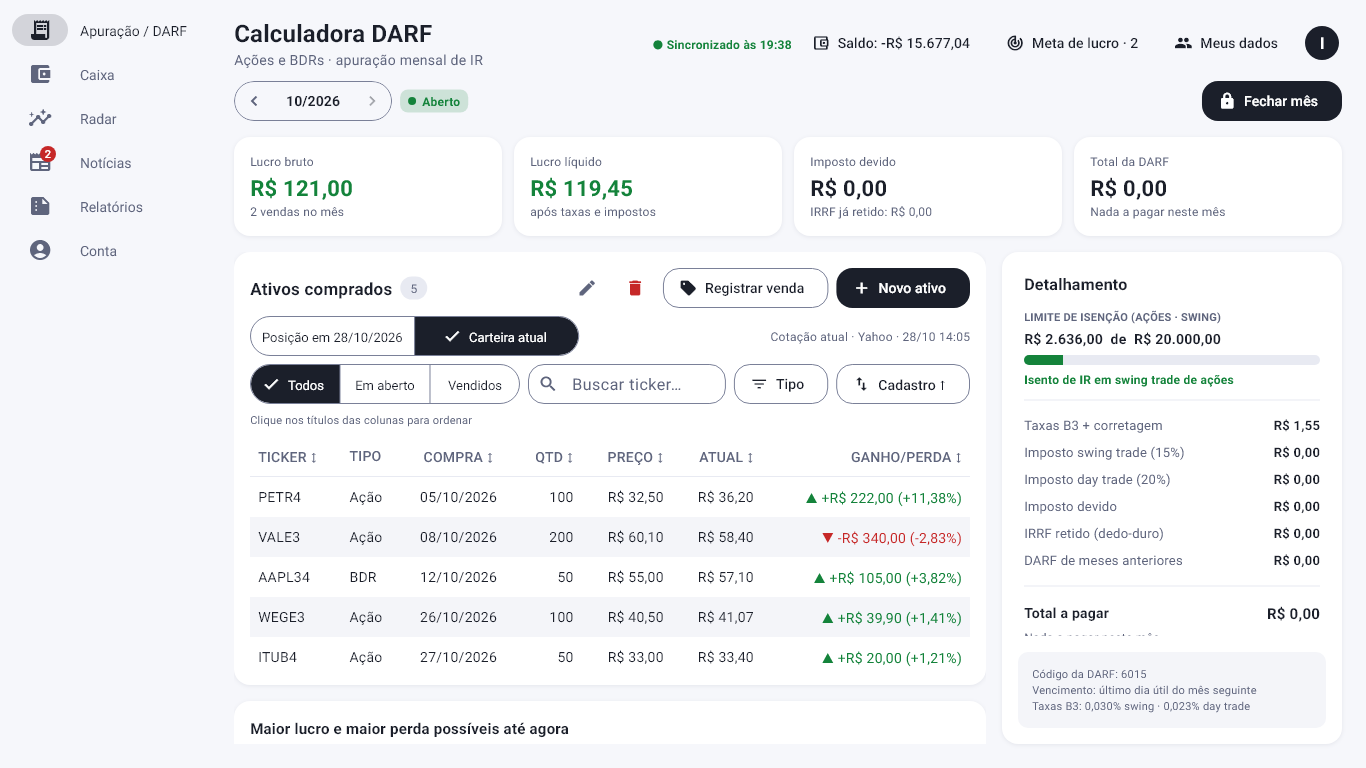 Apuração / DARF
Caixa
Radar
2
Notícias
Relatórios
Conta
Calculadora DARF
Ações e BDRs · apuração mensal de IR
Sincronizado às 19:38
Saldo: -R$ 15.677,04
Meta de lucro · 2
Meus dados
I
10/2026
Aberto
Fechar mês
Lucro bruto
R$ 121,00
2 vendas no mês
Lucro líquido
R$ 119,45
após taxas e impostos
Imposto devido
R$ 0,00
IRRF já retido: R$ 0,00
Total da DARF
R$ 0,00
Nada a pagar neste mês
Ativos comprados 5
Registrar venda
Novo ativo
Posição em 28/10/2026
Carteira atual
Cotação atual · Yahoo · 28/10 14:05
Todos
Em aberto
Vendidos
Buscar ticker...
Tipo
Cadastro ↑
Clique nos títulos das colunas para ordenar
TICKER ↕ TIPO COMPRA ↕ QTD ↕ PREÇO ↕ ATUAL ↕ GANHO/PERDA ↕
PETR4 Ação 05/10/2026 100 R$ 32,50 R$ 36,20 ▲ +R$ 222,00 (+11,38%)
VALE3 Ação 08/10/2026 200 R$ 60,10 R$ 58,40 ▼ -R$ 340,00 (-2,83%)
AAPL34 BDR 12/10/2026 50 R$ 55,00 R$ 57,10 ▲ +R$ 105,00 (+3,82%)
WEGE3 Ação 26/10/2026 100 R$ 40,50 R$ 41,07 ▲ +R$ 39,90 (+1,41%)
ITUB4 Ação 27/10/2026 50 R$ 33,00 R$ 33,40 ▲ +R$ 20,00 (+1,21%)
Maior lucro e maior perda possíveis até agora
Detalhamento
LIMITE DE ISENÇÃO (AÇÕES · SWING)
R$ 2.636,00 de R$ 20.000,00
Isento de IR em swing trade de ações
Taxas B3 + corretagem R$ 1,55
Imposto swing trade (15%) R$ 0,00
Imposto day trade (20%) R$ 0,00
Imposto devido R$ 0,00
IRRF retido (dedo-duro) R$ 0,00
DARF de meses anteriores R$ 0,00
Total a pagar R$ 0,00
Código da DARF: 6015
Vencimento: último dia útil do mês seguinte
Taxas B3: 0,030% swing · 0,023% day trade